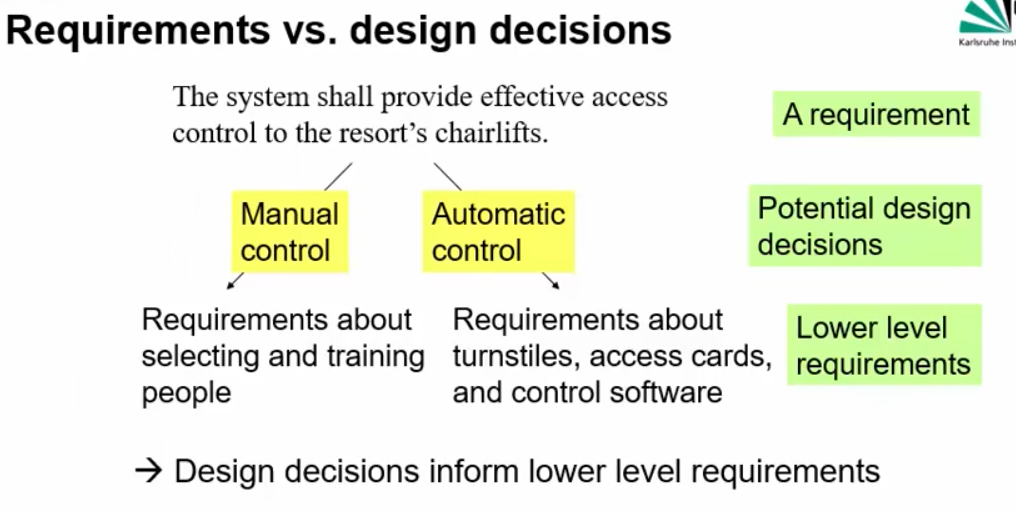 Requirements vs. design decisions
Karlsruhe Inst
The system shall provide effective access
control to the resort's chairlifts.
A requirement
Manual
control
Automatic
control
Potential design
decisions
Requirements about
selecting and training
people
Requirements about
turnstiles, access cards,
and control software
Lower level
requirements
→ Design decisions inform lower level requirements